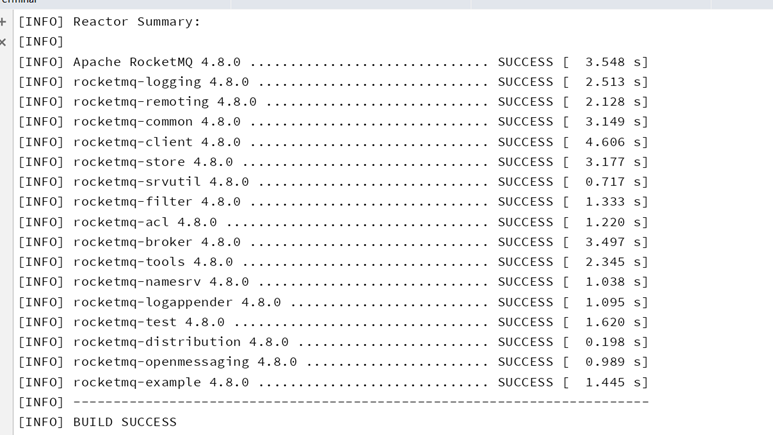 [INFO] Reactor Summary:
[INFO]
[INFO] Apache RocketMQ 4.8.0 .............................. SUCCESS [  3.548 s]
[INFO] rocketmq-logging 4.8.0 ............................. SUCCESS [  2.513 s]
[INFO] rocketmq-remoting 4.8.0 ............................ SUCCESS [  2.128 s]
[INFO] rocketmq-common 4.8.0 .............................. SUCCESS [  3.149 s]
[INFO] rocketmq-client 4.8.0 .............................. SUCCESS [  4.606 s]
[INFO] rocketmq-store 4.8.0 ............................... SUCCESS [  3.177 s]
[INFO] rocketmq-srvutil 4.8.0 ............................. SUCCESS [  0.717 s]
[INFO] rocketmq-filter 4.8.0 .............................. SUCCESS [  1.333 s]
[INFO] rocketmq-acl 4.8.0 ................................. SUCCESS [  1.220 s]
[INFO] rocketmq-broker 4.8.0 .............................. SUCCESS [  3.497 s]
[INFO] rocketmq-tools 4.8.0 ............................... SUCCESS [  2.345 s]
[INFO] rocketmq-namesrv 4.8.0 ............................. SUCCESS [  1.038 s]
[INFO] rocketmq-logappender 4.8.0 ......................... SUCCESS [  1.095 s]
[INFO] rocketmq-test 4.8.0 ................................ SUCCESS [  1.620 s]
[INFO] rocketmq-distribution 4.8.0 ........................ SUCCESS [  0.198 s]
[INFO] rocketmq-openmessaging 4.8.0 ....................... SUCCESS [  0.989 s]
[INFO] rocketmq-example 4.8.0 ............................. SUCCESS [  1.445 s]
[INFO] ------------------------------------------------------------------------
[INFO] BUILD SUCCESS